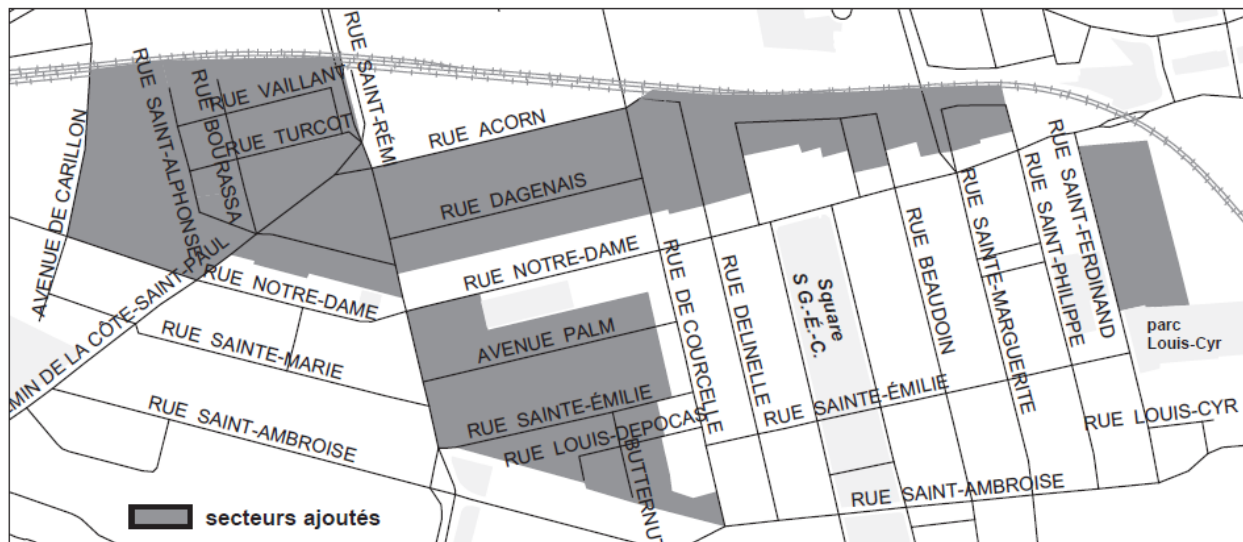 AVENUE DE CARILLON
RUE SAINT-ALPHONSE
RUE BOURASSA
RUE VAILLANT
RUE TURCOT
RUE SAINT-RÉM
RUE ACORN
RUE DAGENAIS
RUE NOTRE-DAME
RUE NOTRE-DAME
EMIN DE LA CÔTE-SAINT-PAUL
RUE SAINTE-MARIE
RUE SAINT-AMBROISE
AVENUE PALM
RUE SAINTE-ÉMILIE
RUE LOUIS-DEPOCAS
BUTTERNUT
RUE DE COURCELLE
RUE DELINELLE
Square
S G.-É.-C.
RUE BEAUDOIN
RUE SAINTE-MARGUERITE
RUE SAINT-PHILIPPE
RUE SAINT-FERDINAND
parc
Louis-Cyr
RUE SAINTE-ÉMILIE
RUE LOUIS-CYR
RUE SAINT-AMBROISE
secteurs ajoutés